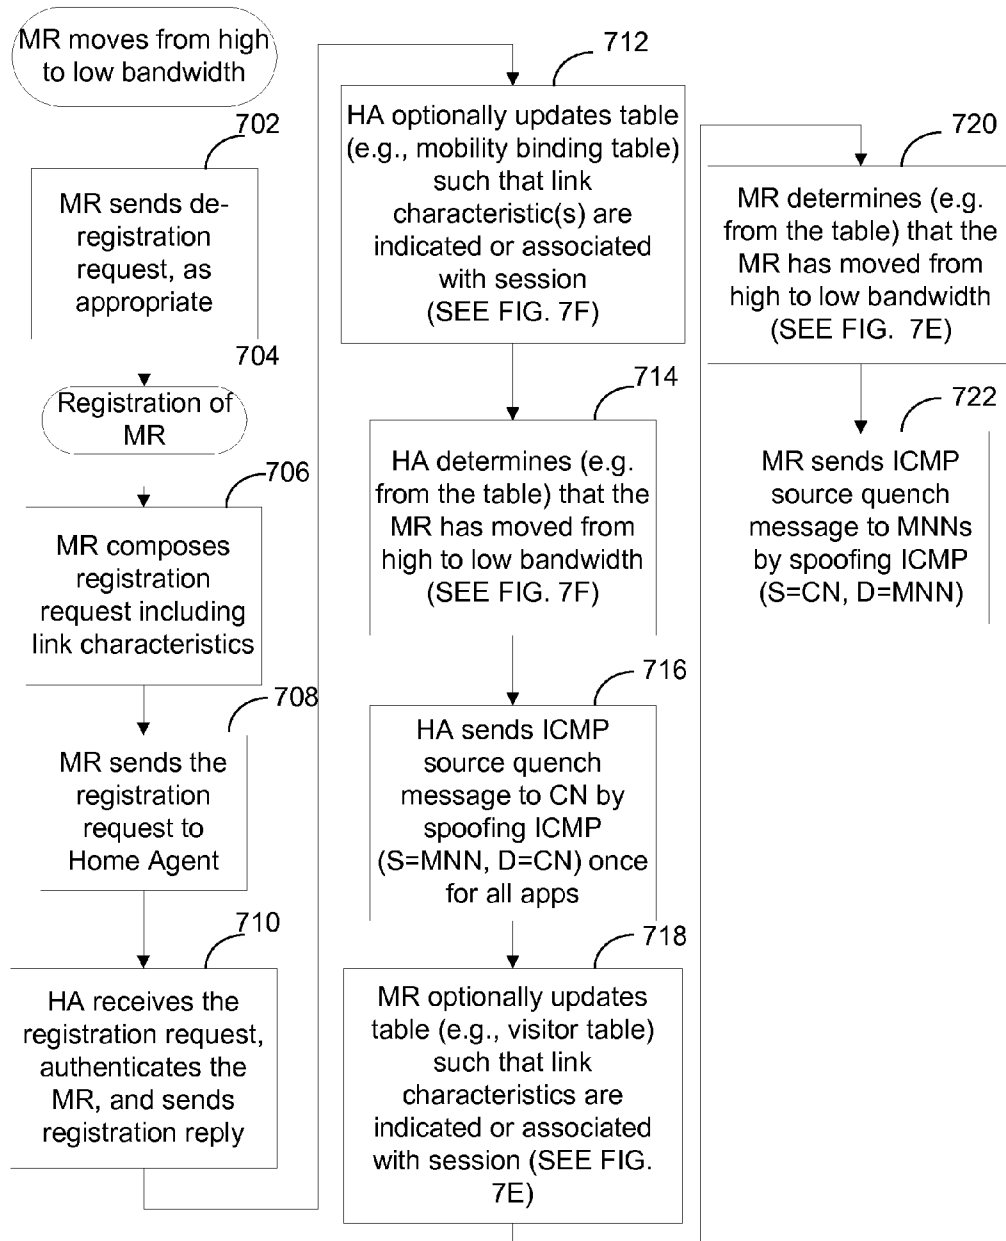 MR moves from high
to low bandwidth
702
MR sends de-
registration
request, as
appropriate
704
Registration of
MR
706
MR composes
registration
request including
link characteristics
708
MR sends the
registration
request to
Home Agent
710
HA receives the
registration request,
authenticates the
MR, and sends
registration reply
712
HA optionally updates table
(e.g., mobility binding table)
such that link
characteristic(s) are
indicated or associated
with session
(SEE FIG. 7F)
714
HA determines (e.g.
from the table) that the
MR has moved from
high to low bandwidth
(SEE FIG. 7F)
716
HA sends ICMP
source quench
message to CN by
spoofing ICMP
(S=MNN, D=CN) once
for all apps
718
MR optionally updates
table (e.g., visitor table)
such that link
characteristics are
indicated or associated
with session (SEE FIG.
7E)
720
MR determines (e.g.
from the table) that the
MR has moved from
high to low bandwidth
(SEE FIG. 7E)
722
MR sends ICMP
source quench
message to MNNs
by spoofing ICMP
(S=CN, D=MNN)